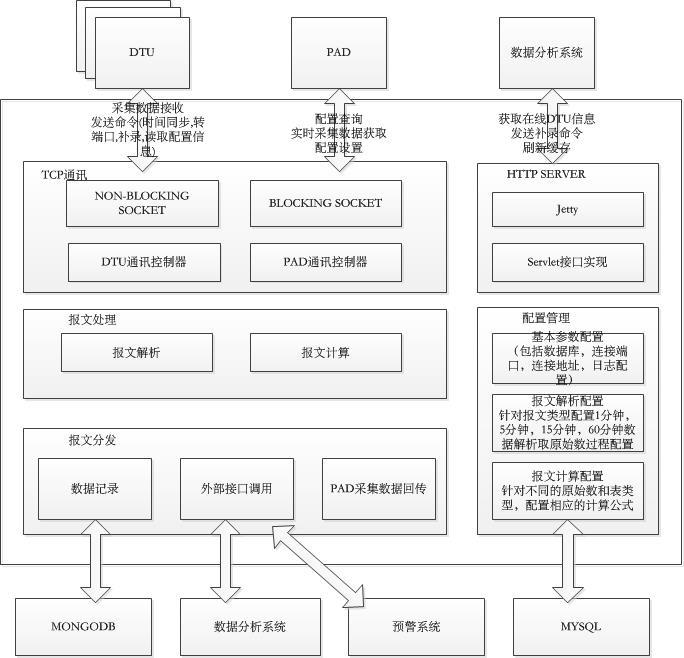 DTU
PAD
数据分析系统
采集数据接收
发送命令(时间同步,转
端口,补录,读取配置信
息)
配置查询
实时采集数据获取
配置设置
获取在线DTU信息
发送补录命令
刷新缓存
TCP通讯
NON-BLOCKING
SOCKET
BLOCKING SOCKET
DTU通讯控制器
PAD通讯控制器
HTTP SERVER
Jetty
Servlet接口实现
报文处理
报文解析
报文计算
配置管理
基本参数配置
（包括数据库，连接端
口，连接地址，日志配
置）
报文解析配置
针对报文类型配置1分钟，
5分钟，15分钟，60分钟数
据解析取原始数过程配置
报文计算配置
针对不同的原始数和表类
型，配置相应的计算公式
报文分发
数据记录
外部接口调用
PAD采集数据回传
MONGODB
数据分析系统
预警系统
MYSQL